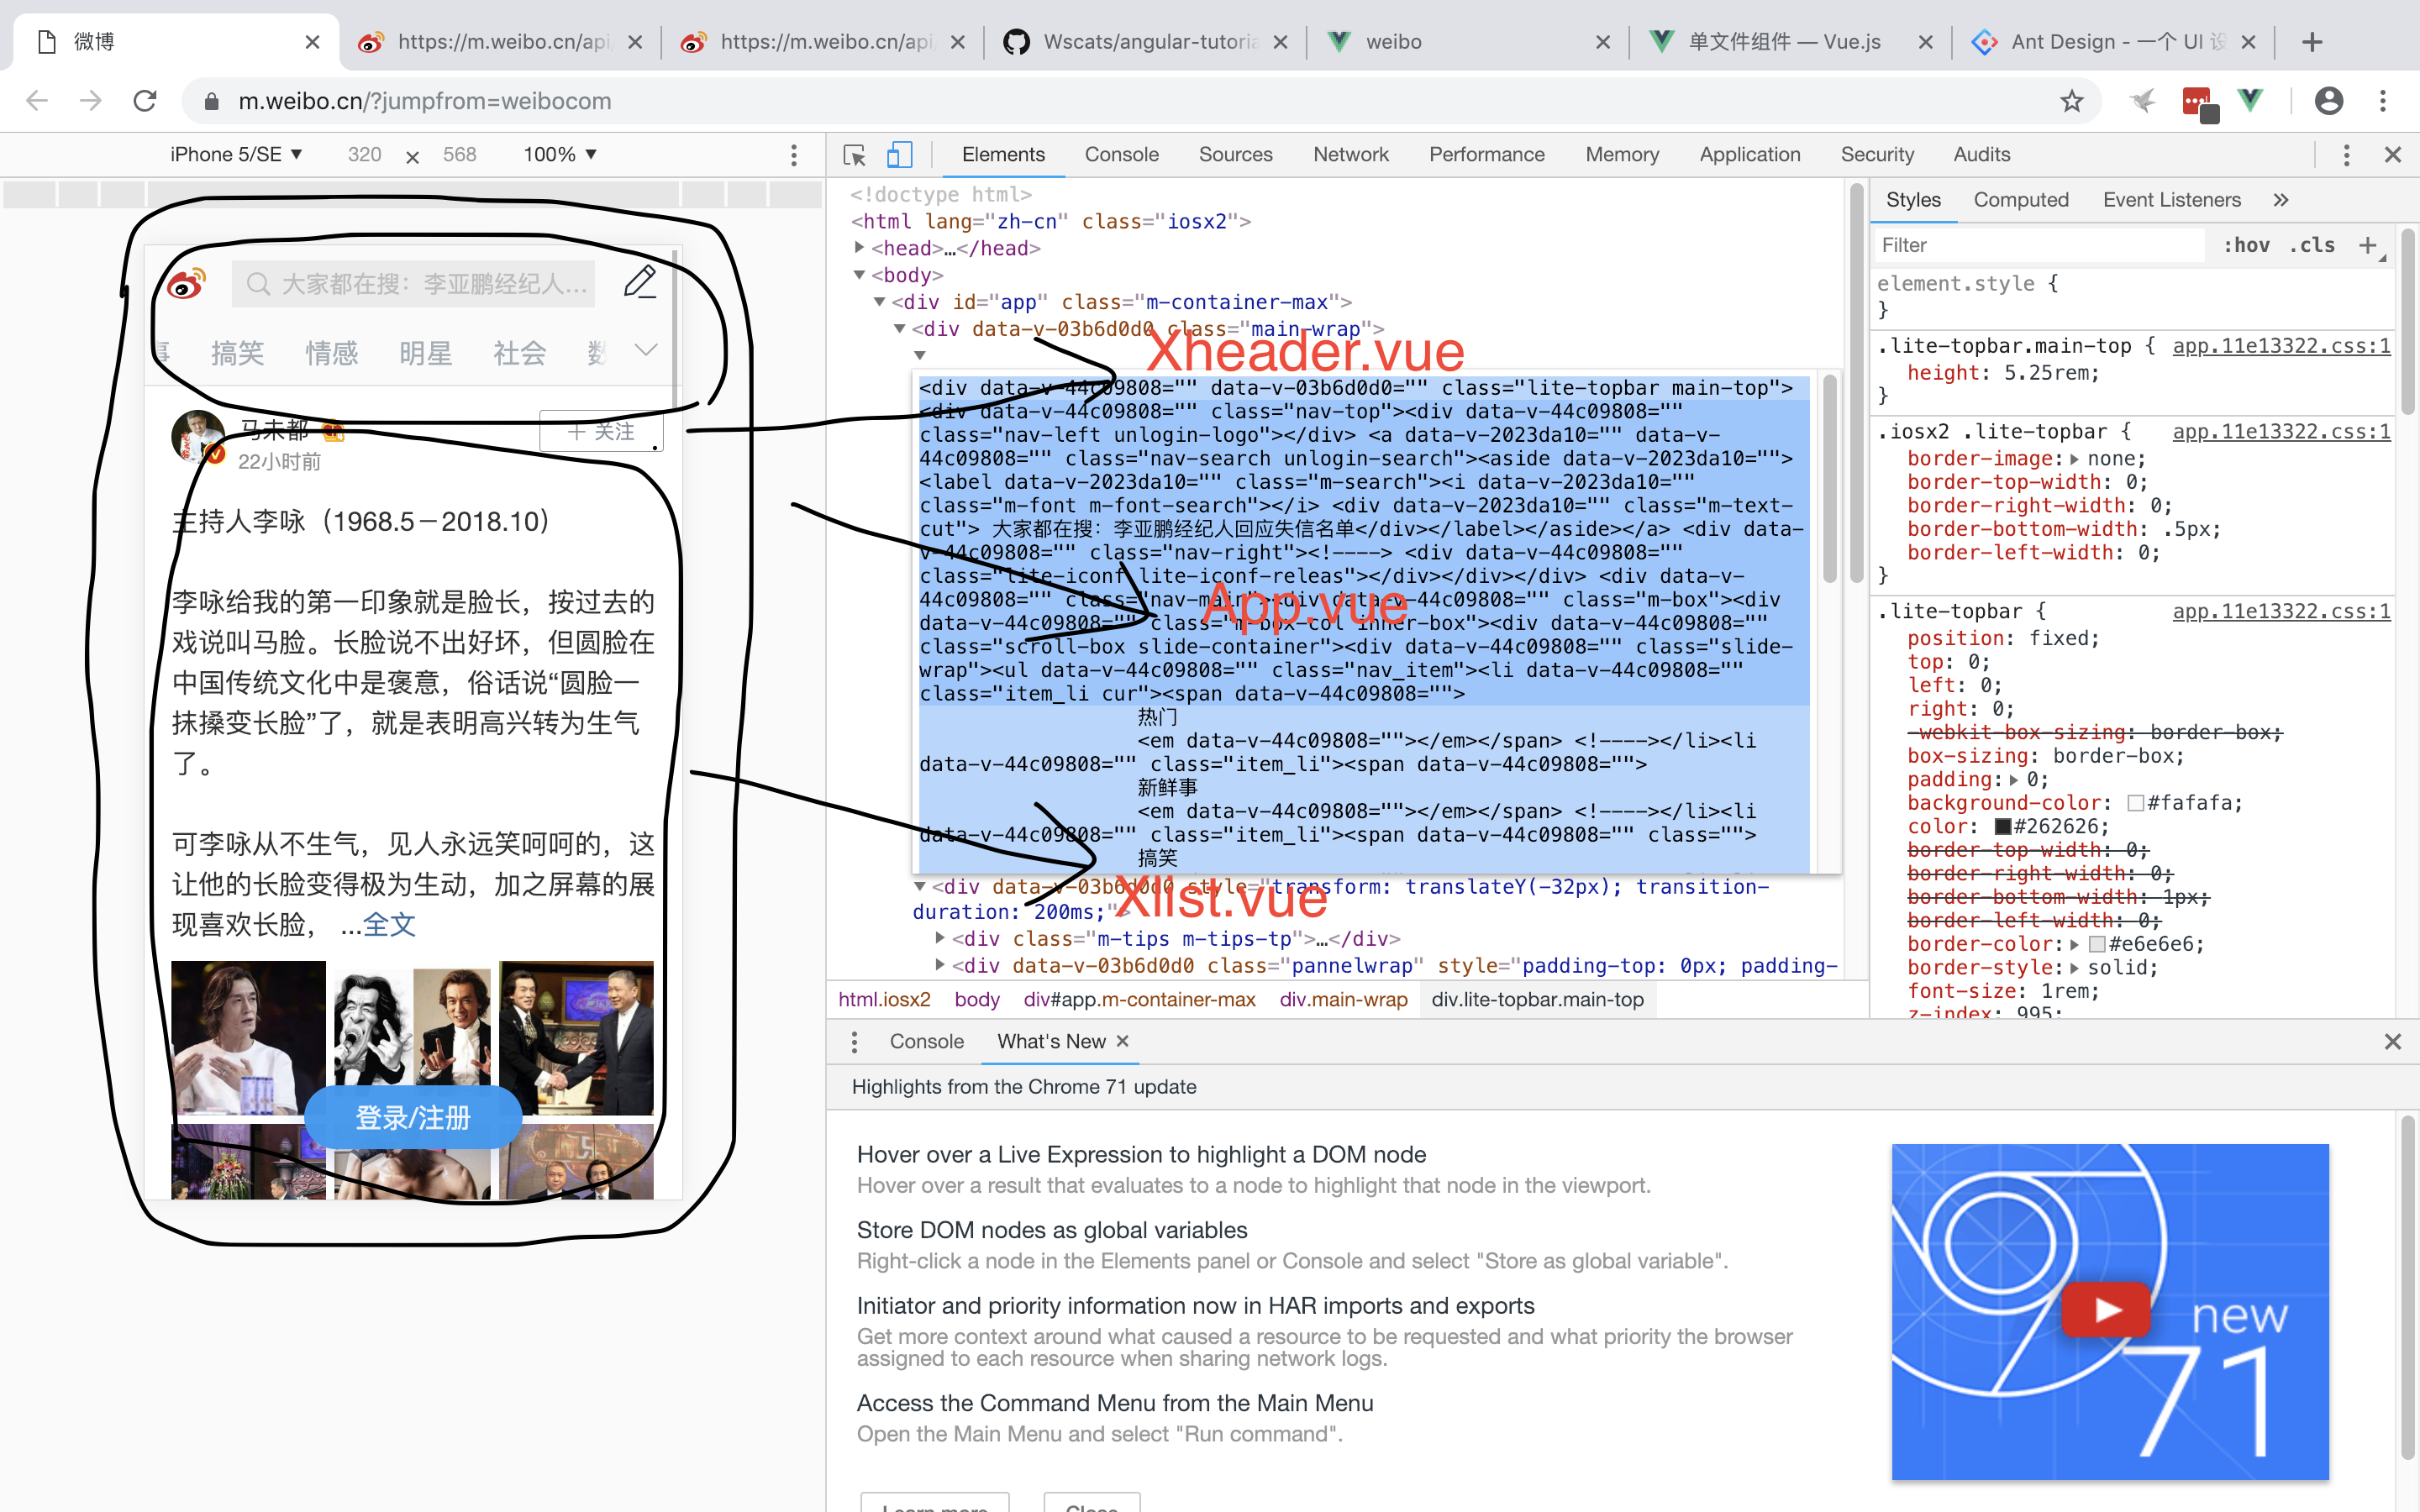 微博
https://m.weibo.cn/api
https://m.weibo.cn/api
Wscats/angular-tutoria
weibo
单文件组件 — Vue.js
Ant Design - 一个 UI 设
m.weibo.cn/?jumpfrom=weibocom
iPhone 5/SE ▼ 320 × 568 100% ▼
大家都在搜：李亚鹏经纪人...
事 搞笑 情感 明星 社会 数
马未都
22小时前
+ 关注
主持人李咏（1968.5－2018.10）
李咏给我的第一印象就是脸长，按过去的
戏说叫马脸。长脸说不出好坏，但圆脸在
中国传统文化中是褒意，俗话说“圆脸一
抹搡变长脸”了，就是表明高兴转为生气
了。
可李咏从不生气，见人永远笑呵呵的，这
让他的长脸变得极为生动，加之屏幕的展
现喜欢长脸， ...全文
登录/注册
Elements Console Sources Network Performance Memory Application Security Audits
<!doctype html>
<html lang="zh-cn" class="iosx2">
<head>…</head>
<body>
<div id="app" class="m-container-max">
<div data-v-03b6d0d0 class="main-wrap">
Xheader.vue
<div data-v-44c09808="" data-v-03b6d0d0="" class="lite-topbar main-top">
<div data-v-44c09808="" class="nav-top"><div data-v-44c09808=""
class="nav-left unlogin-logo"></div> <a data-v-2023da10="" data-v-
44c09808="" class="nav-search unlogin-search"><aside data-v-2023da10="">
<label data-v-2023da10="" class="m-search"><i data-v-2023da10=""
class="m-font m-font-search"></i> <div data-v-2023da10="" class="m-text-
cut"> 大家都在搜：李亚鹏经纪人回应失信名单</div></label></aside></a> <div data-
v-44c09808="" class="nav-right"><!----> <div data-v-44c09808=""
class="lite-iconf lite-iconf-releas"></div></div></div> <div data-v-
44c09808="" class="nav-main"><div data-v-44c09808="" class="m-box"><div
App.vue
data-v-44c09808="" class="m-box-col inner-box"><div data-v-44c09808=""
class="scroll-box slide-container"><div data-v-44c09808="" class="slide-
wrap"><ul data-v-44c09808="" class="nav_item"><li data-v-44c09808=""
class="item_li cur"><span data-v-44c09808="">
热门
<em data-v-44c09808=""></em></span> <!----></li><li
data-v-44c09808="" class="item_li"><span data-v-44c09808="">
新鲜事
<em data-v-44c09808=""></em></span> <!----></li><li
data-v-44c09808="" class="item_li"><span data-v-44c09808="" class="">
搞笑
<div data-v-03b6d0d0 style="transform: translateY(-32px); transition-
duration: 200ms;">
Xlist.vue
<div class="m-tips m-tips-tp">…</div>
<div data-v-03b6d0d0 class="pannelwrap" style="padding-top: 0px; padding-
html.iosx2 body div#app.m-container-max div.main-wrap div.lite-topbar.main-top
Styles Computed Event Listeners »
Filter :hov .cls +
element.style {
}
.lite-topbar.main-top { app.11e13322.css:1
height: 5.25rem;
}
.iosx2 .lite-topbar { app.11e13322.css:1
border-image: none;
border-top-width: 0;
border-right-width: 0;
border-bottom-width: .5px;
border-left-width: 0;
}
.lite-topbar { app.11e13322.css:1
position: fixed;
top: 0;
left: 0;
right: 0;
-webkit-box-sizing: border-box;
box-sizing: border-box;
padding: 0;
background-color: #fafafa;
color: #262626;
border-top-width: 0;
border-right-width: 0;
border-bottom-width: 1px;
border-left-width: 0;
border-color: #e6e6e6;
border-style: solid;
font-size: 1rem;
z-index: 995;
Console What's New
Highlights from the Chrome 71 update
Hover over a Live Expression to highlight a DOM node
Hover over a result that evaluates to a node to highlight that node in the viewport.
Store DOM nodes as global variables
Right-click a node in the Elements panel or Console and select "Store as global variable".
Initiator and priority information now in HAR imports and exports
Get more context around what caused a resource to be requested and what priority the browser
assigned to each resource when sharing network logs.
Access the Command Menu from the Main Menu
Open the Main Menu and select "Run command".
Learn more Close
new
71